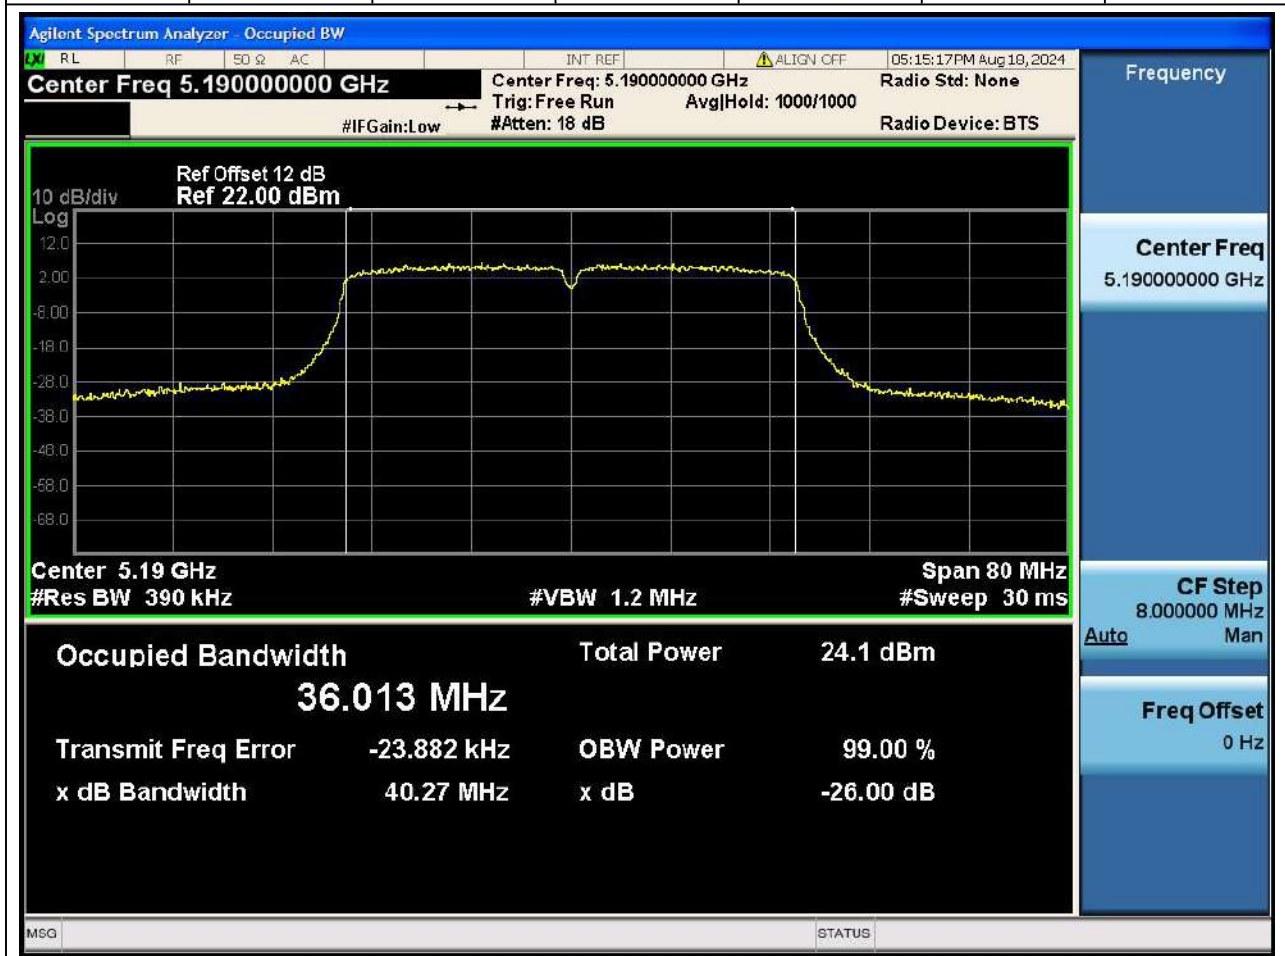 Agilent Spectrum Analyzer - Occupied BW
LXI RL RF 50 Ω AC INT REF ALIGN OFF 05:15:17PM Aug 18, 2024
Center Freq 5.190000000 GHz
Center Freq: 5.190000000 GHz
Radio Std: None
Trig: Free Run
Avg|Hold: 1000/1000
#IFGain:Low
#Atten: 18 dB
Radio Device: BTS
Ref Offset 12 dB
10 dB/div
Ref 22.00 dBm
Log
12.0
2.00
-8.00
-18.0
-28.0
-38.0
-48.0
-58.0
-68.0
Center 5.19 GHz
Span 80 MHz
#Res BW 390 kHz
#VBW 1.2 MHz
#Sweep 30 ms
Occupied Bandwidth
Total Power 24.1 dBm
36.013 MHz
Transmit Freq Error -23.882 kHz
OBW Power 99.00 %
x dB Bandwidth 40.27 MHz
x dB -26.00 dB
Frequency
Center Freq
5.190000000 GHz
CF Step
8.000000 MHz
Auto Man
Freq Offset
0 Hz
MSG
STATUS